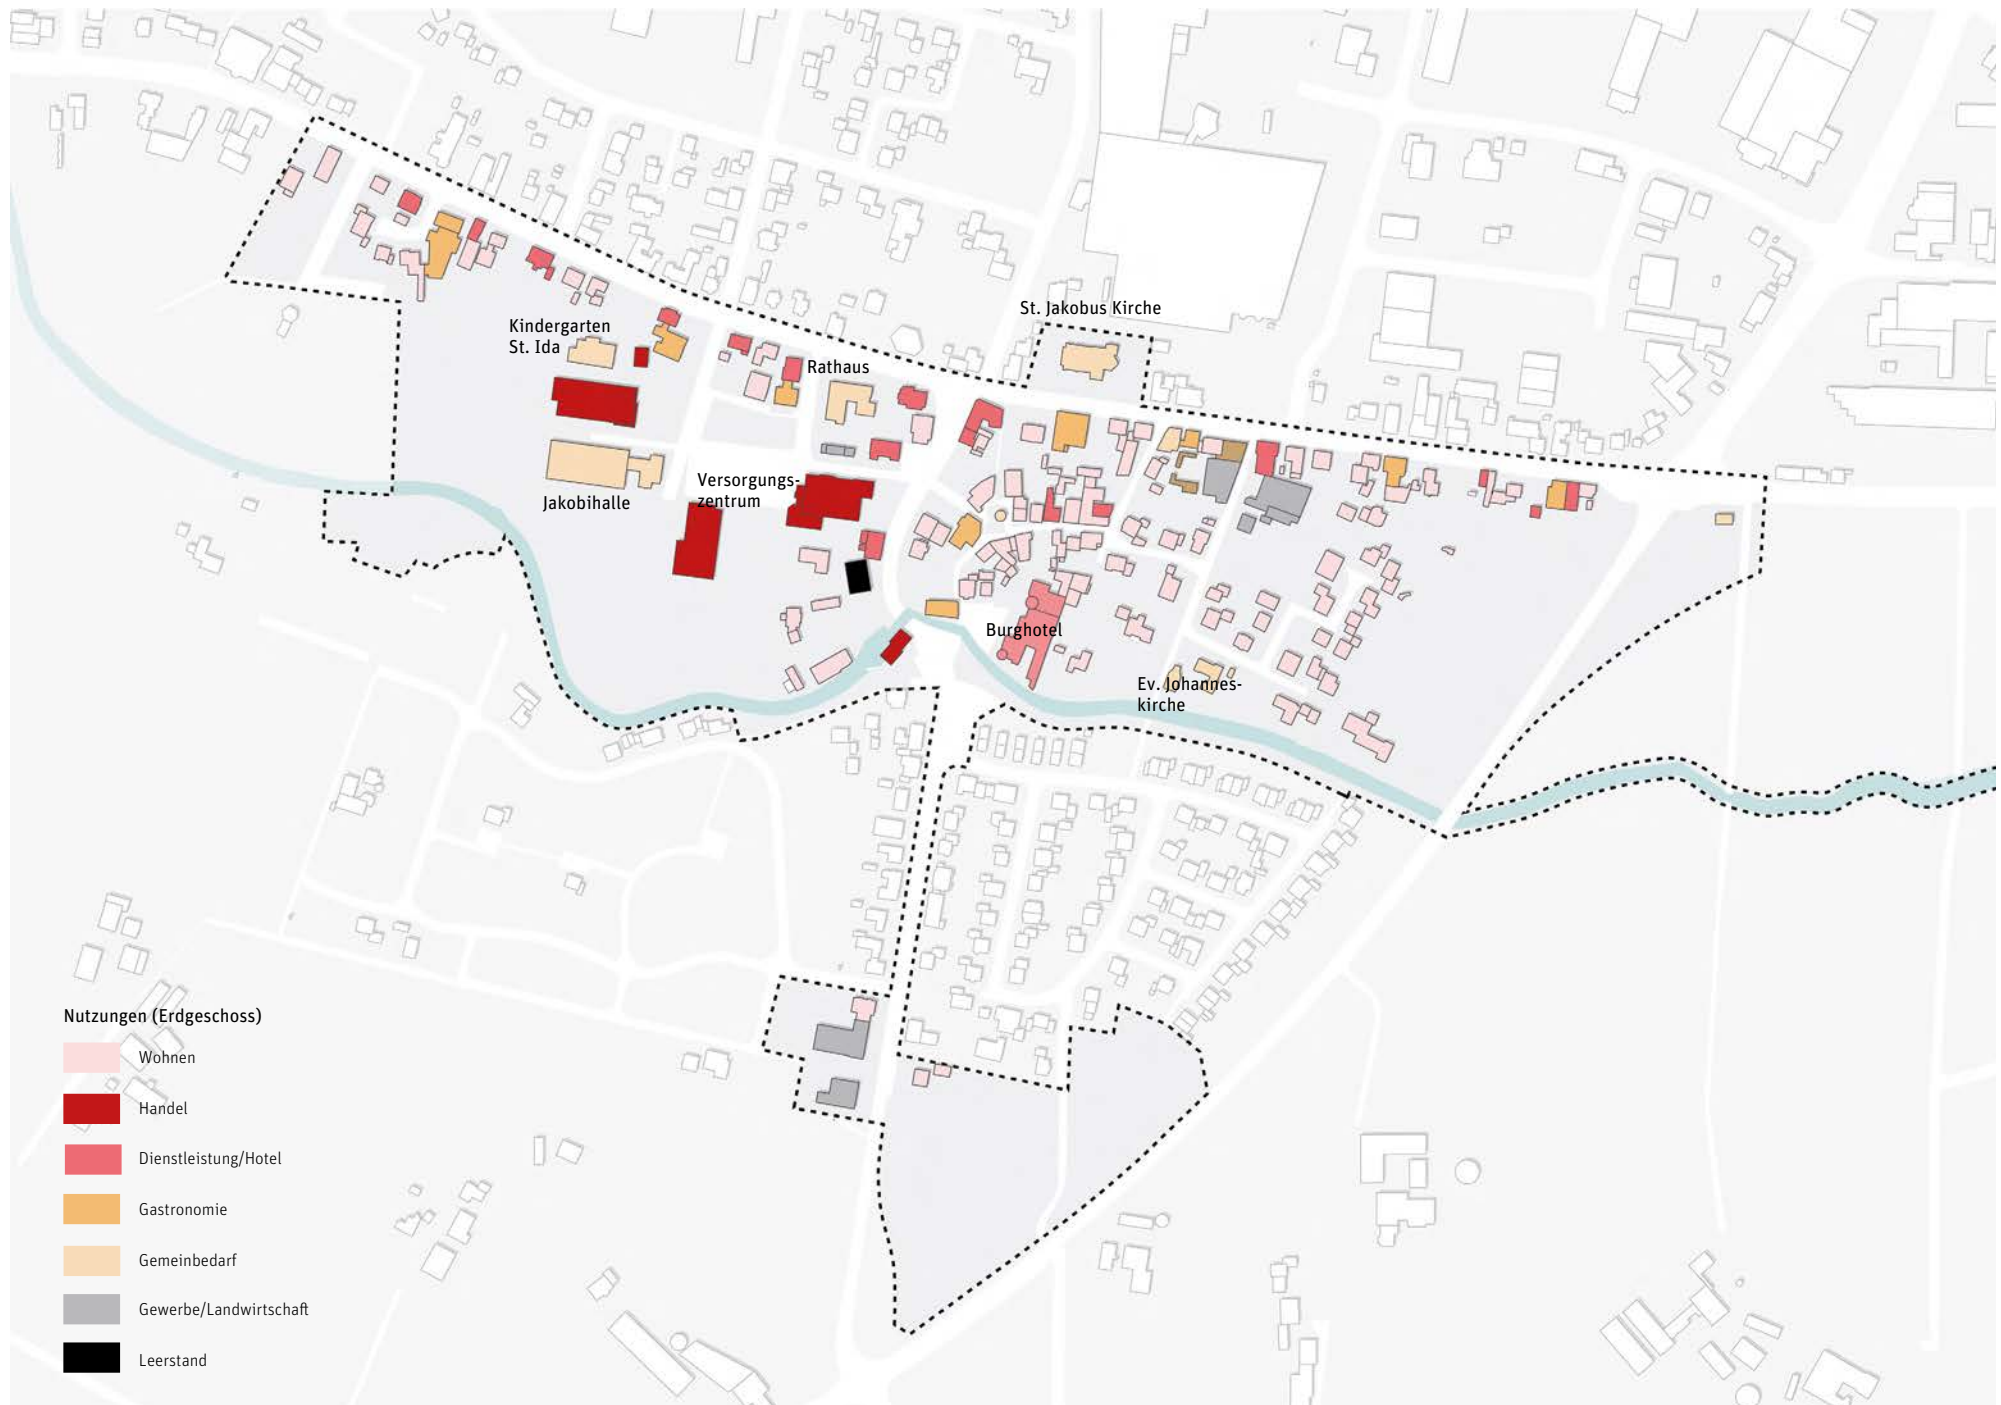 St. Jakobus Kirche
Kindergarten
St. Ida
Rathaus
Versorgungs-
zentrum
Jakobihalle
Burghotel
Ev. Johannes-
kirche
Nutzungen (Erdgeschoss)
Wohnen
Handel
Dienstleistung/Hotel
Gastronomie
Gemeinbedarf
Gewerbe/Landwirtschaft
Leerstand